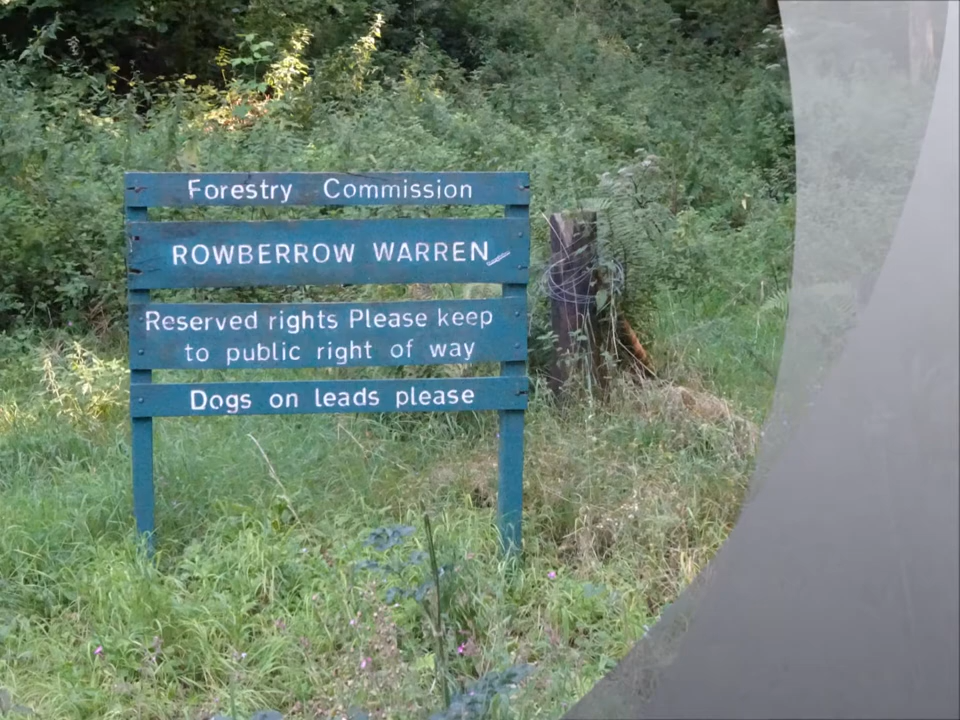 Forestry Commission
ROWBERROW WARREN
Reserved rights Please keep
to public right of way
Dogs on leads please